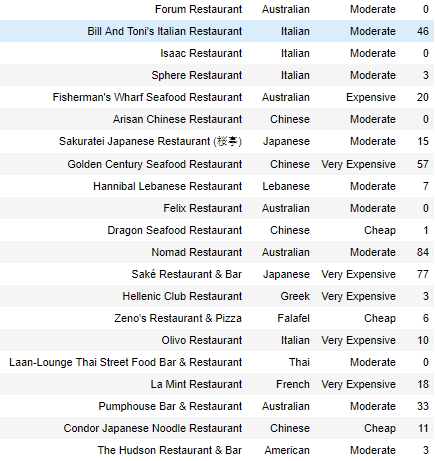 Forum Restaurant Australian Moderate 0
Bill And Toni's Italian Restaurant Italian Moderate 46
Isaac Restaurant Italian Moderate 0
Sphere Restaurant Italian Moderate 3
Fisherman's Wharf Seafood Restaurant Australian Expensive 20
Arisan Chinese Restaurant Chinese Moderate 0
Sakuratei Japanese Restaurant (桜亭) Japanese Moderate 15
Golden Century Seafood Restaurant Chinese Very Expensive 57
Hannibal Lebanese Restaurant Lebanese Moderate 7
Felix Restaurant Australian Moderate 0
Dragon Seafood Restaurant Chinese Cheap 1
Nomad Restaurant Australian Moderate 84
Saké Restaurant & Bar Japanese Very Expensive 77
Hellenic Club Restaurant Greek Very Expensive 3
Zeno's Restaurant & Pizza Falafel Cheap 6
Olivo Restaurant Italian Very Expensive 10
Laan-Lounge Thai Street Food Bar & Restaurant Thai Moderate 0
La Mint Restaurant French Very Expensive 18
Pumphouse Bar & Restaurant Australian Moderate 33
Condor Japanese Noodle Restaurant Chinese Cheap 11
The Hudson Restaurant & Bar American Moderate 3